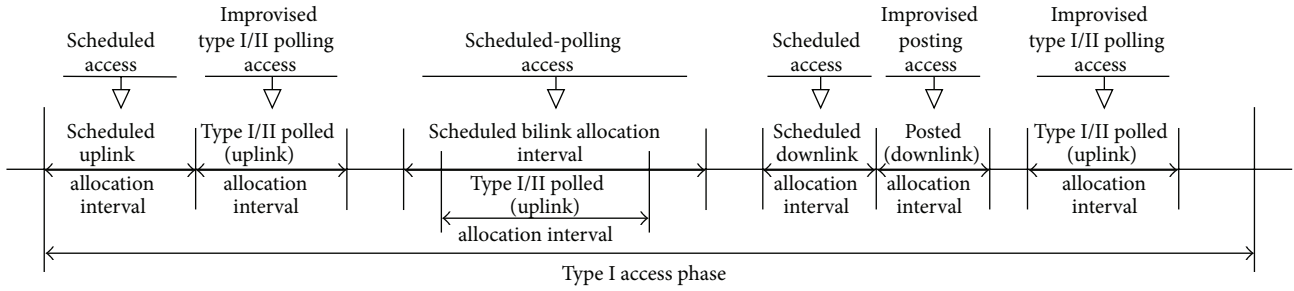 Scheduled
access
Improvised
type I/II polling
access
Scheduled-polling
access
Scheduled
access
Improvised
posting
access
Improvised
type I/II polling
access
Scheduled
uplink
allocation
interval
Type I/II polled
(uplink)
allocation
interval
Scheduled bilink allocation
interval
Type I/II polled
(uplink)
allocation interval
Scheduled
downlink
allocation
interval
Posted
(downlink)
allocation
interval
Type I/II polled
(uplink)
allocation
interval
Type I access phase